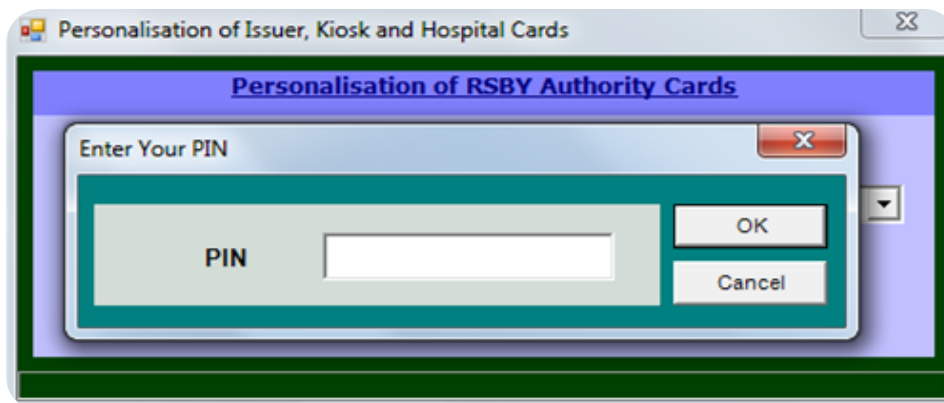 Personalisation of Issuer, Kiosk and Hospital Cards
Personalisation of RSBY Authority Cards
Enter Your PIN
PIN
OK
Cancel